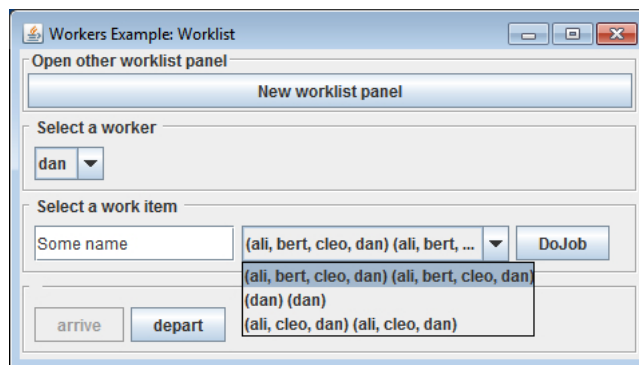 Workers Example: Worklist
Open other worklist panel
New worklist panel
Select a worker
dan
Select a work item
Some name
(ali, bert, cleo, dan) (ali, bert, ...
DoJob
(ali, bert, cleo, dan) (ali, bert, cleo, dan)
(dan) (dan)
(ali, cleo, dan) (ali, cleo, dan)
arrive
depart